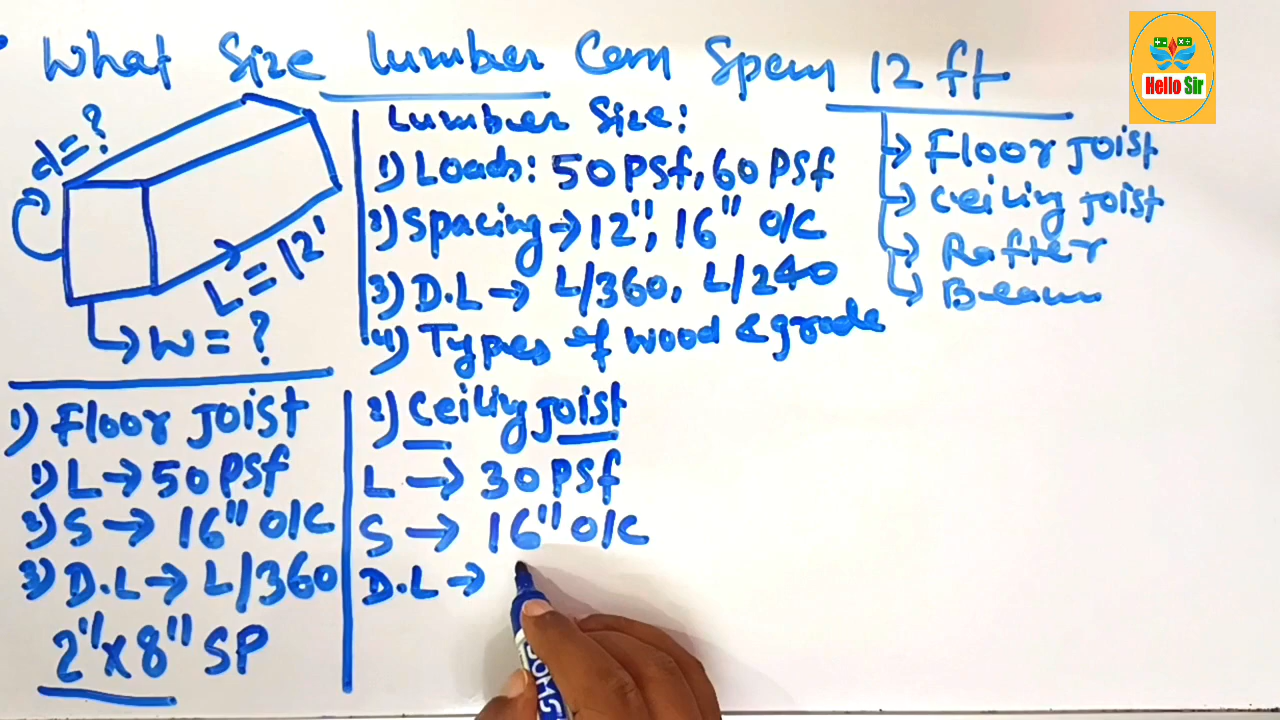 What Size Lumber Can Span 12 ft
Hello Sir
d=?
L=12'
W=?
Lumber Size:
1) Loads: 50 PSf, 60 PSf
2) Spacing → 12", 16" O/C
3) D.L → L/360, L/240
4) Types of wood & grade
→ Floor Joist
→ Ceiling Joist
→ Rafter
→ Beam
1) Floor Joist
1) L → 50 PSf
2) S → 16" O/C
3) D.L → L/360
2"x8" SP
2) Ceiling Joist
L → 30 PSf
S → 16" O/C
D.L →
DOMS